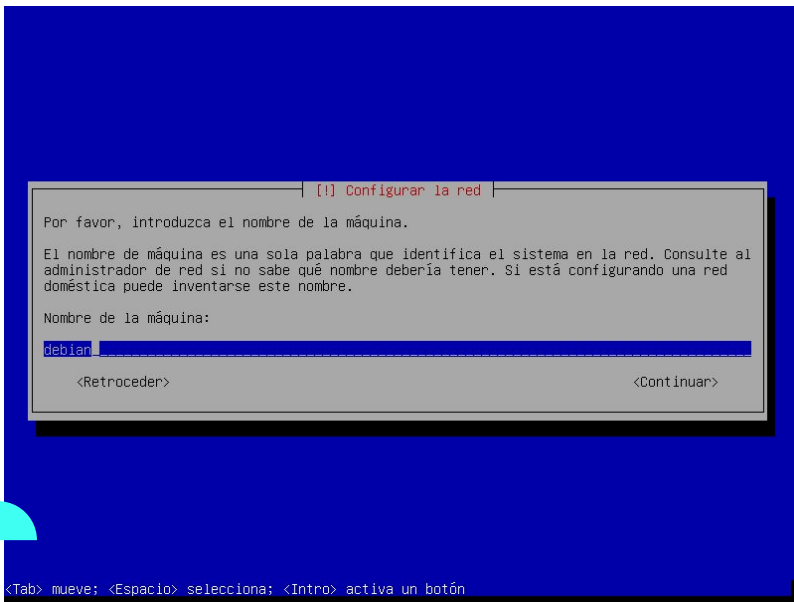 [!] Configurar la red
Por favor, introduzca el nombre de la máquina.
El nombre de máquina es una sola palabra que identifica el sistema en la red. Consulte al
administrador de red si no sabe qué nombre debería tener. Si está configurando una red
doméstica puede inventarse este nombre.
Nombre de la máquina:
debian
<Retroceder> <Continuar>
<Tab> mueve; <Espacio> selecciona; <Intro> activa un botón